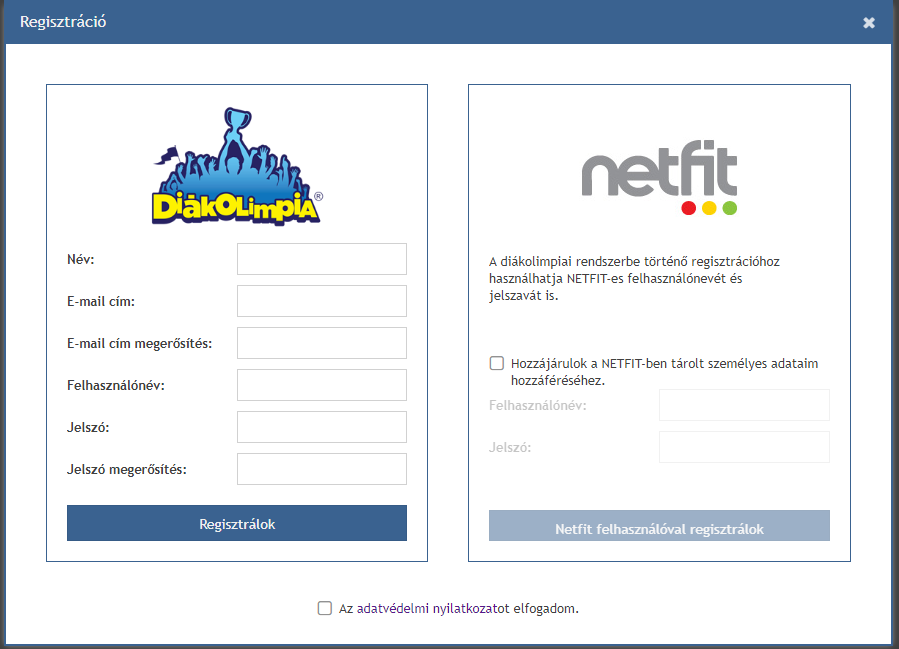 Regisztráció
DiákOLimpiA®
Név:
E-mail cím:
E-mail cím megerősítés:
Felhasználónév:
Jelszó:
Jelszó megerősítés:
Regisztrálok
netfit
A diákolimpiai rendszerbe történő regisztrációhoz
használhatja NETFIT-es felhasználónevét és
jelszavát is.
Hozzájárulok a NETFIT-ben tárolt személyes adataim
hozzáféréséhez.
Felhasználónév:
Jelszó:
Netfit felhasználóval regisztrálok
Az adatvédelmi nyilatkozatot elfogadom.